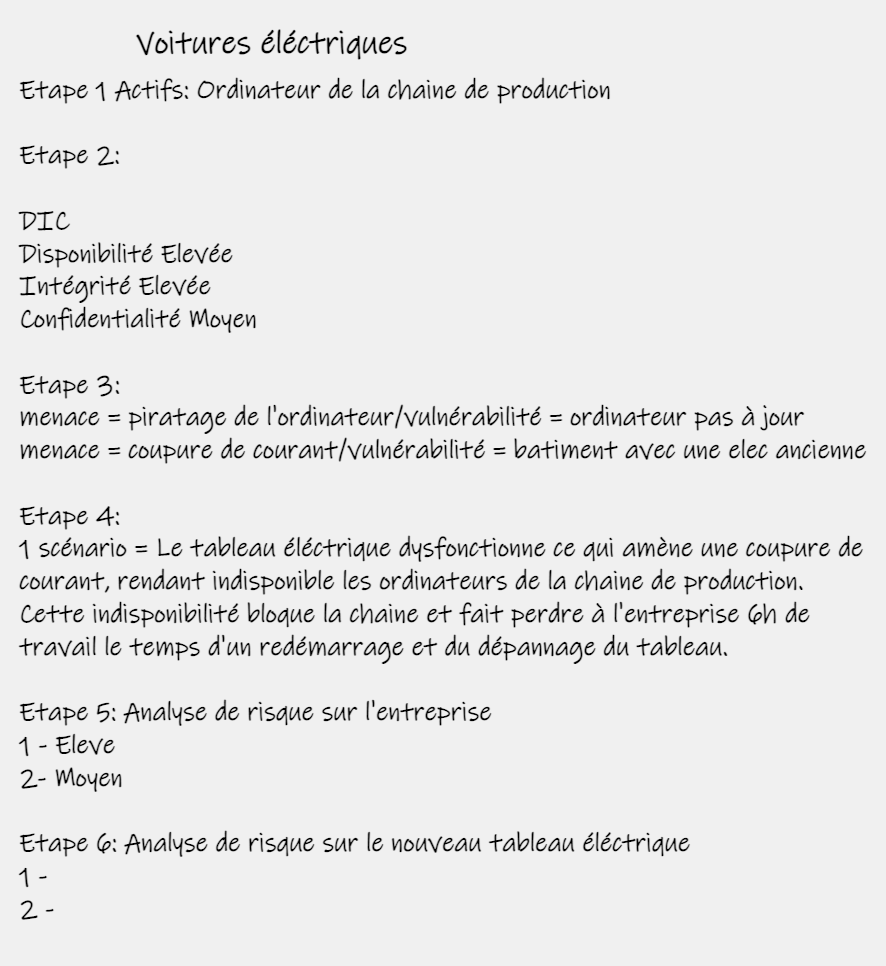 Voitures éléctriques
Etape 1 Actifs: Ordinateur de la chaine de production
Etape 2:
DIC
Disponibilité Elevée
Intégrité Elevée
Confidentialité Moyen
Etape 3:
menace = piratage de l'ordinateur/vulnérabilité = ordinateur pas à jour
menace = coupure de courant/vulnérabilité = batiment avec une elec ancienne
Etape 4:
1 scénario = Le tableau éléctrique dysfonctionne ce qui amène une coupure de
courant, rendant indisponible les ordinateurs de la chaine de production.
Cette indisponibilité bloque la chaine et fait perdre à l'entreprise 6h de
travail le temps d'un redémarrage et du dépannage du tableau.
Etape 5: Analyse de risque sur l'entreprise
1 - Eleve
2- Moyen
Etape 6: Analyse de risque sur le nouveau tableau éléctrique
1 -
2 -